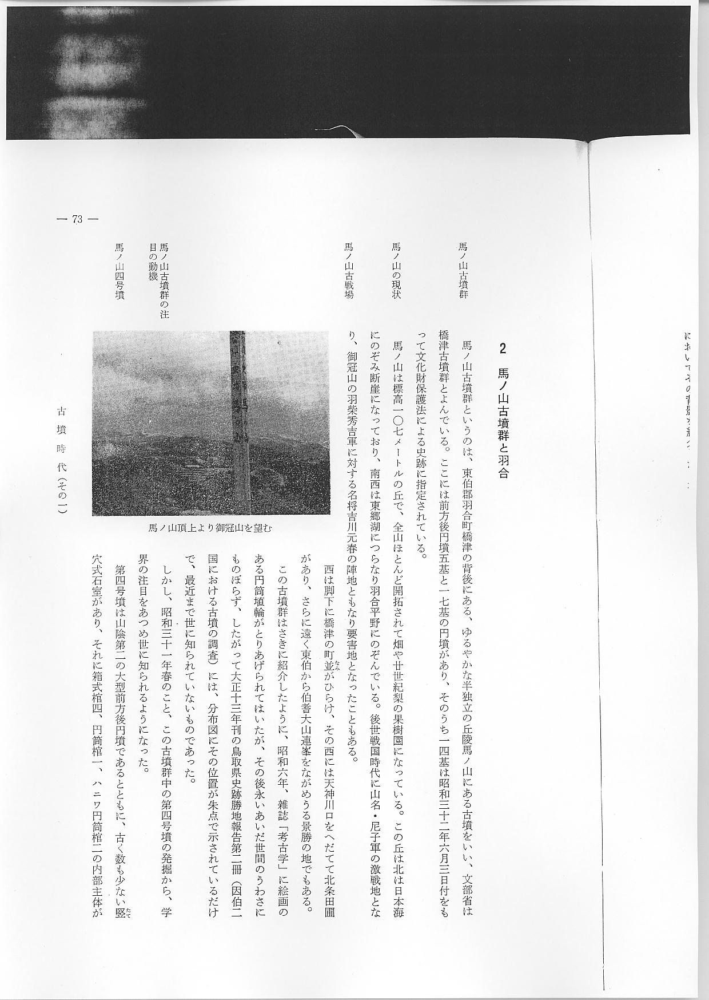 2　馬ノ山古墳群と羽合
馬ノ山古墳群
　馬ノ山古墳群というのは、東伯郡羽合町橋津の背後にある、ゆるやかな半独立の丘陵馬ノ山にある古墳をいい、文部省は
橋津古墳群とよんでいる。ここには前方後円墳五基と一七基の円墳があり、そのうち一四基は昭和三十二年六月三日付をも
って文化財保護法による史跡に指定されている。
馬ノ山の現状
　馬ノ山は標高一〇七メートルの丘で、全山ほとんど開拓されて畑や廿世紀梨の果樹園になっている。この丘は北は日本海
にのぞみ断崖になっており、南西は東郷湖につらなり羽合平野にのぞんでいる。後世戦国時代に山名・尼子軍の激戦地とな
馬ノ山古戦場
り、御冠山の羽柴秀吉軍に対する名将吉川元春の陣地ともなり要害地となったこともある。
　西は脚下に橋津の町並がひらけ、その西には天神川口をへだてて北条田圃
なみ
があり、さらに遠く東伯から伯耆大山連峯をながめうる景勝の地でもある。
　この古墳群はさきに紹介したように、昭和六年、雑誌「考古学」に絵画の
ある円筒埴輪がとりあげられてはいたが、その後永いあいだ世間のうわさに
ものぼらず、したがって大正十三年刊の鳥取県史跡勝地報告第二冊（因伯二
国における古墳の調査）には、分布図にその位置が朱点で示されているだけ
で、最近まで世に知られていないものであった。
馬ノ山古墳群の注
目の動機
　しかし、昭和三十一年春のこと、この古墳群中の第四号墳の発掘から、学
界の注目をあつめ世に知られるようになった。
馬ノ山四号墳
　第四号墳は山陰第二の大型前方後円墳であるとともに、古く数も少ない竪
たて
穴式石室があり、それに箱式棺四、円筒棺一、ハニワ円筒棺二の内部主体が
馬ノ山頂上より御冠山を望む
古墳時代（その一）
— 73 —